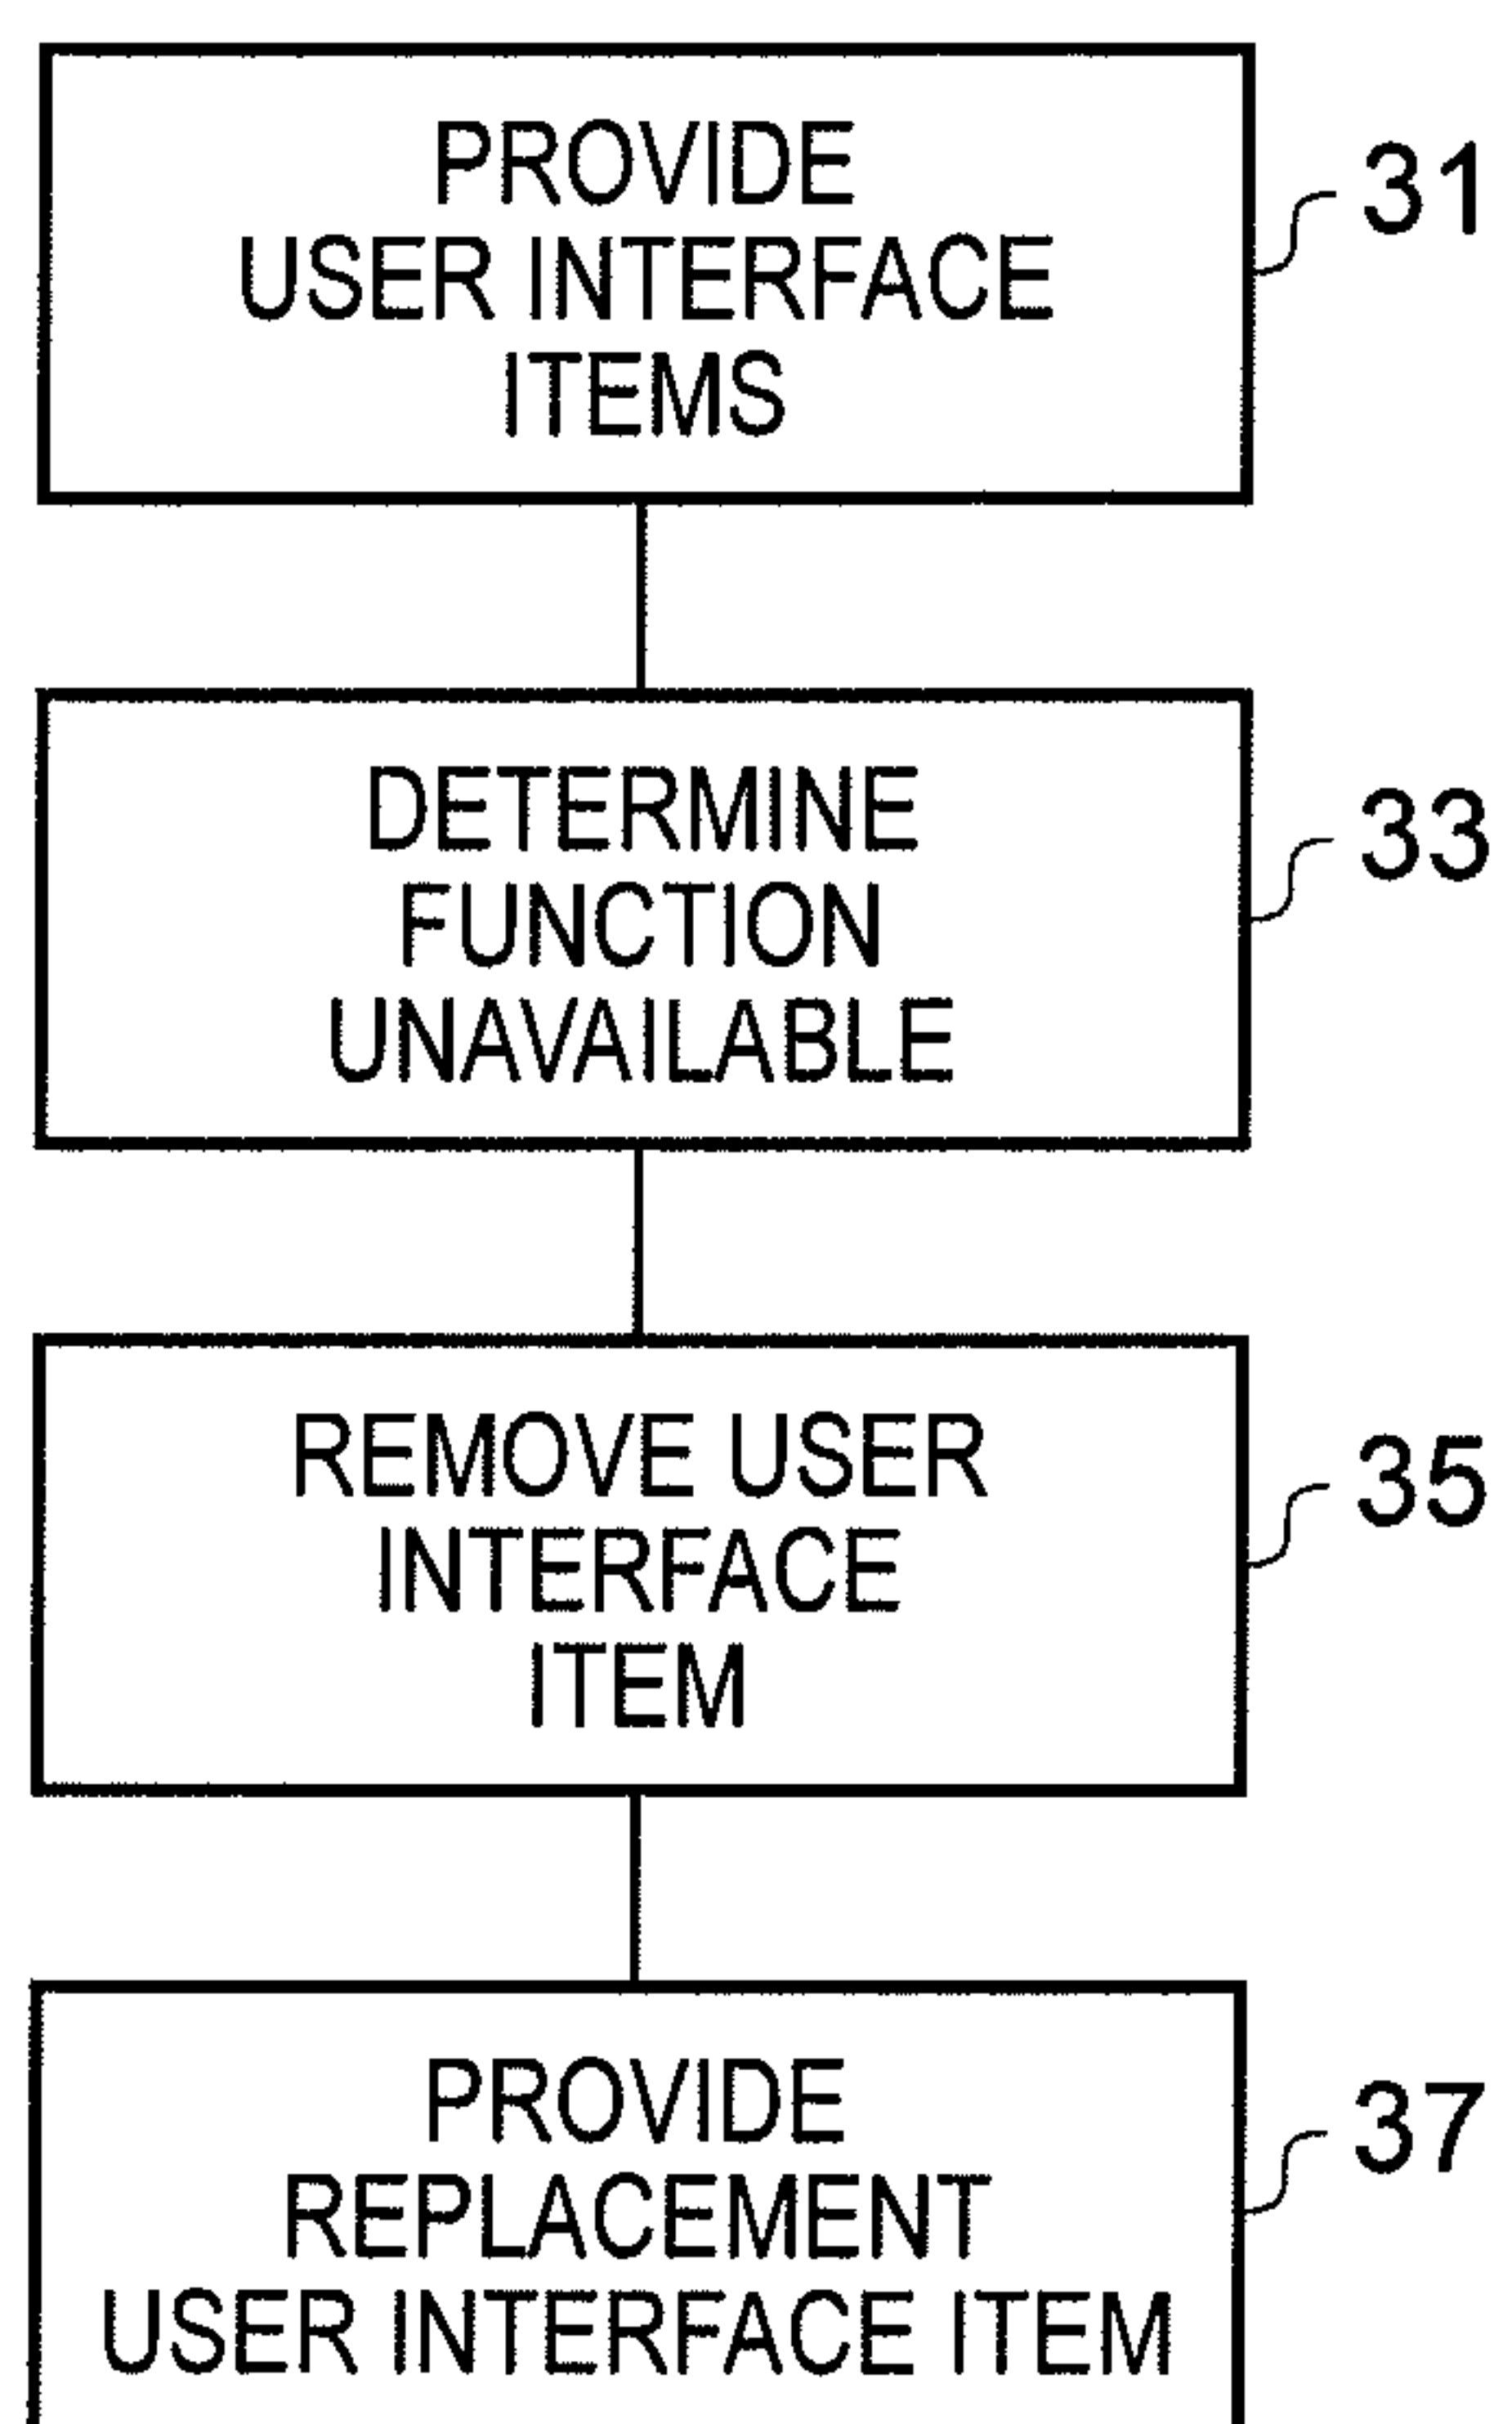 PROVIDE
USER INTERFACE
ITEMS
31
DETERMINE
FUNCTION
UNAVAILABLE
33
REMOVE USER
INTERFACE
ITEM
35
PROVIDE
REPLACEMENT
USER INTERFACE ITEM
37